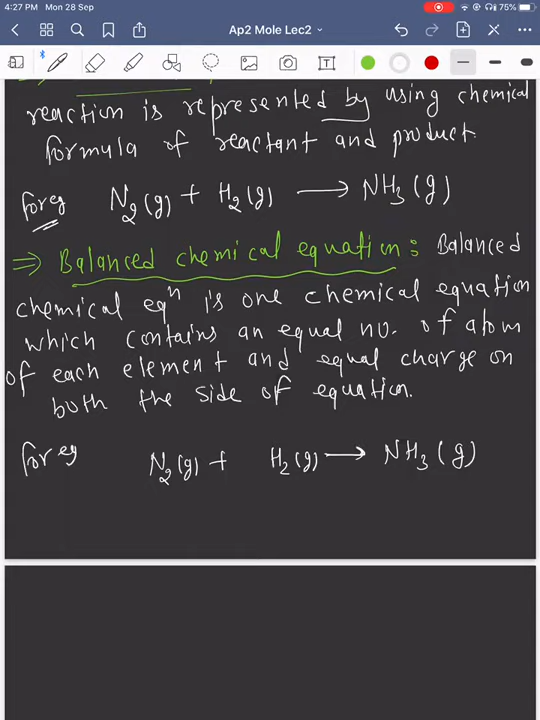 4:27 PM Mon 28 Sep
75%
Ap2 Mole Lec2
reaction is represented by using chemical
formula of reactant and product.
for eg N₂(g) + H₂(g) → NH₃(g)
⇒ Balanced chemical equation : Balanced
chemical eqⁿ is one chemical equation
which contains an equal no. of atom
of each element and equal charge on
both the side of equation.
for eg N₂(g) + H₂(g) → NH₃(g)